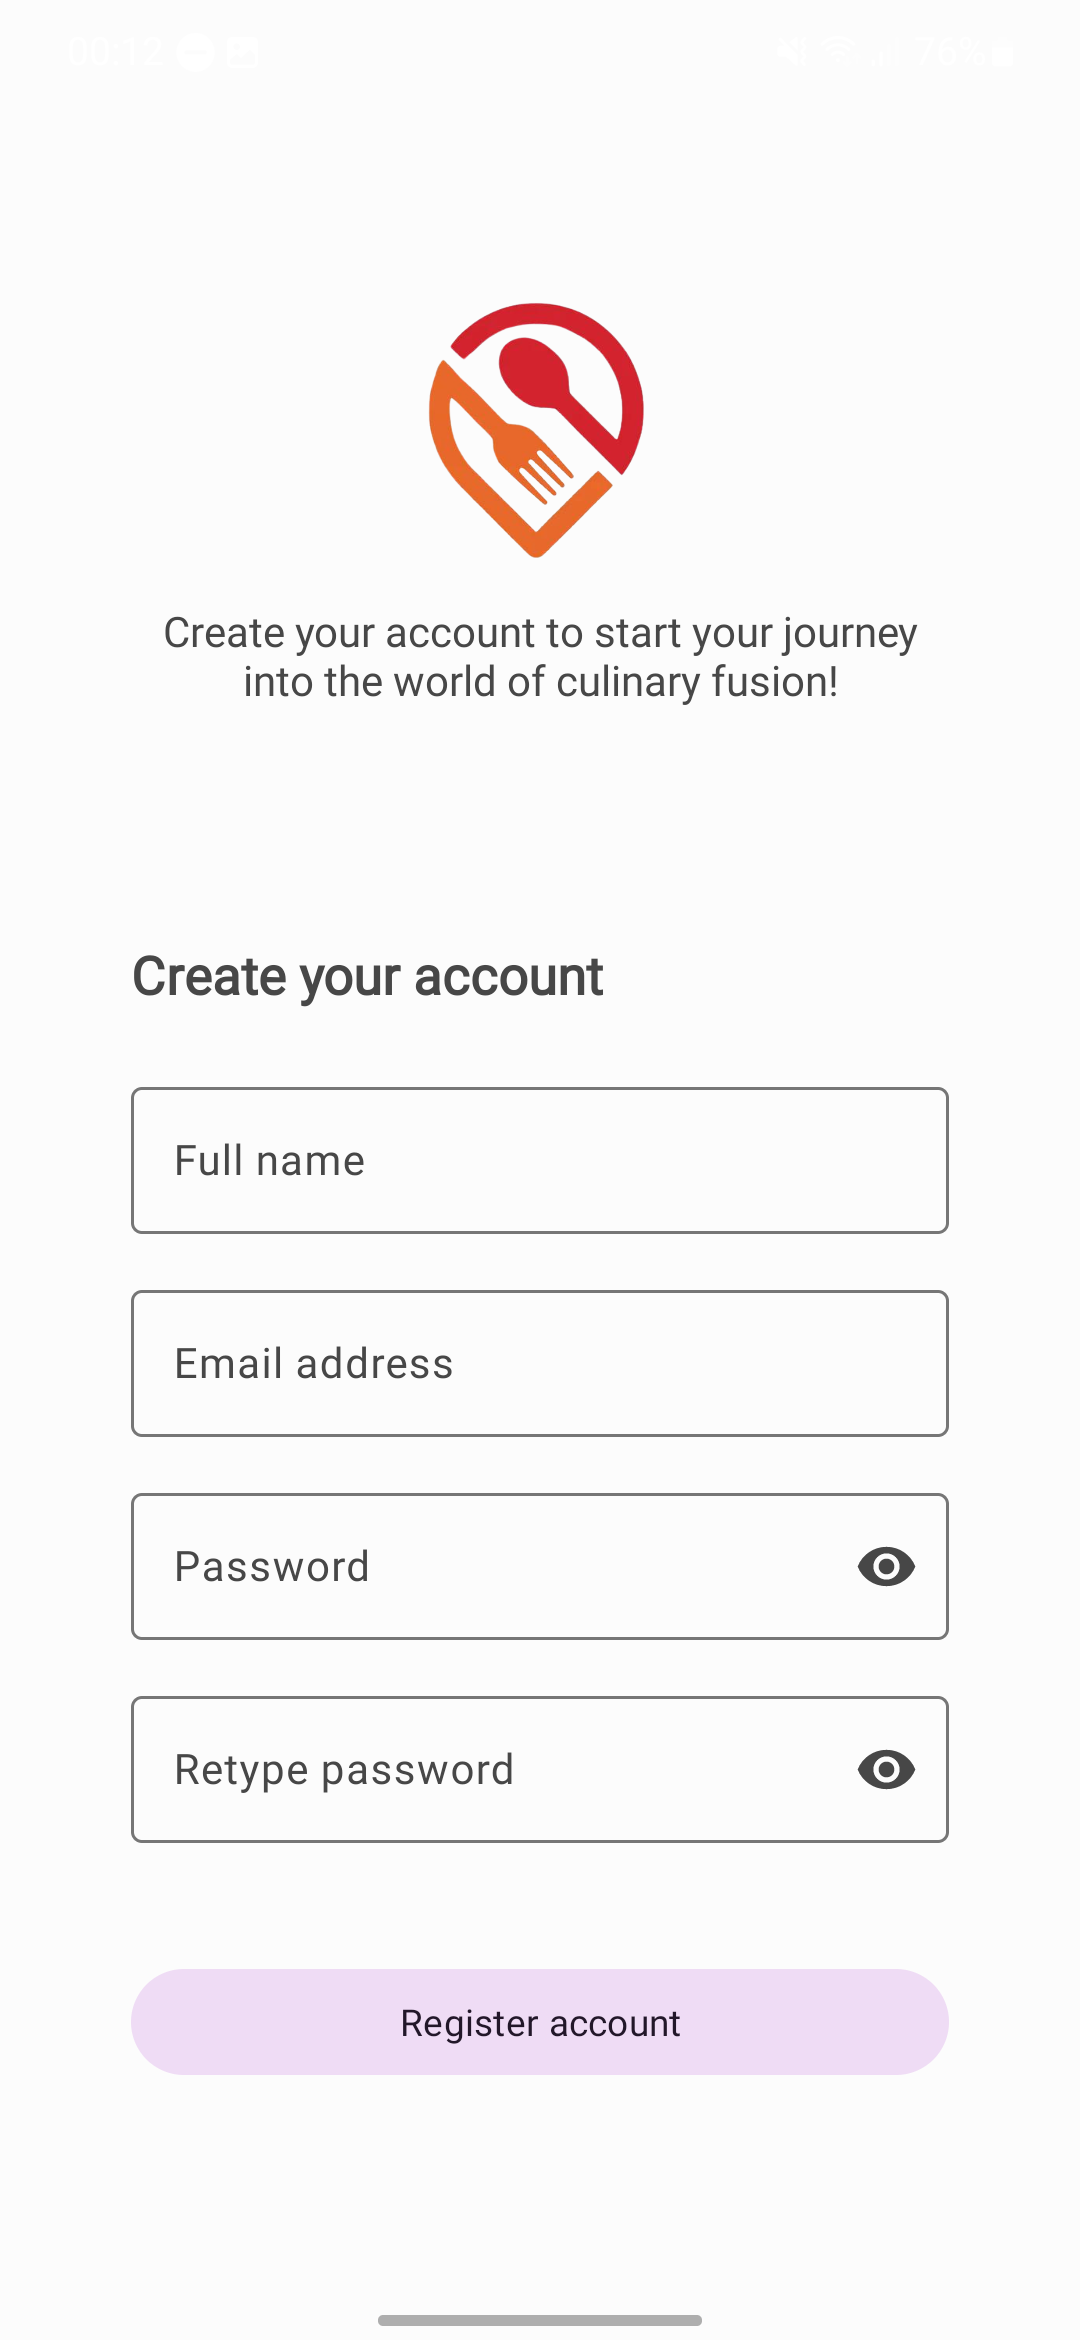 00:12 76%
Create your account to start your journey
into the world of culinary fusion!
Create your account
Full name
Email address
Password
Retype password
Register account